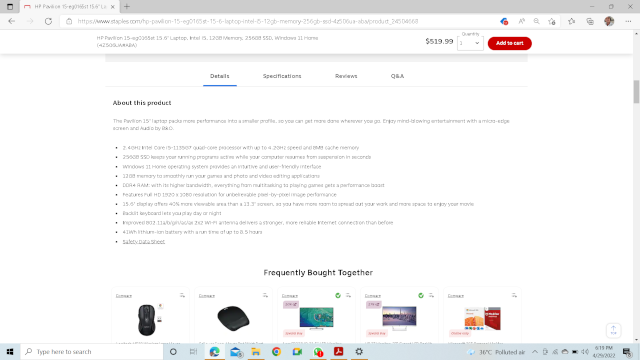 HP Pavilion 15-eg0165st 15.6" L
https://www.staples.com/hp-pavilion-15-eg0165st-15-6-laptop-intel-i5-12gb-memory-256gb-ssd-4z506ua-aba/product_24504668
HP Pavilion 15-eg0165st 15.6" Laptop, Intel i5, 12GB Memory, 256GB SSD, Windows 11 Home
(4Z506UA#ABA)
$519.99
Quantity
1
Add to cart
Details
Specifications
Reviews
Q&A
About this product
The Pavilion 15" laptop packs more performance into a smaller profile, so you can get more done wherever you go. Enjoy mind-blowing entertainment with a micro-edge
screen and Audio by B&O.
2.4GHz Intel Core i5-1135G7 quad-core processor with up to 4.2GHz speed and 8MB cache memory
256GB SSD keeps your running programs active while your computer resumes from suspension in seconds
Windows 11 Home operating system provides an intuitive and user-friendly interface
12GB memory to smoothly run your games and photo and video editing applications
DDR4 RAM: with its higher bandwidth, everything from multitasking to playing games gets a performance boost
Features Full HD 1920 x 1080 resolution for unbelievable pixel-by-pixel image performance
15.6" display offers 40% more viewable area than a 13.3" screen, so you have more room to spread out your work and more space to enjoy your movie
Backlit keyboard lets you play day or night
Improved 802.11a/b/g/n/ac/ax 2x2 Wi-Fi antenna delivers a stronger, more reliable Internet connection than before
41Wh lithium-ion battery with a run time of up to 8.5 hours
Safety Data Sheet
Frequently Bought Together
Compare
Compare
Compare
Compare
Compare
Type here to search
36°C Polluted air
6:10 PM
4/29/2022